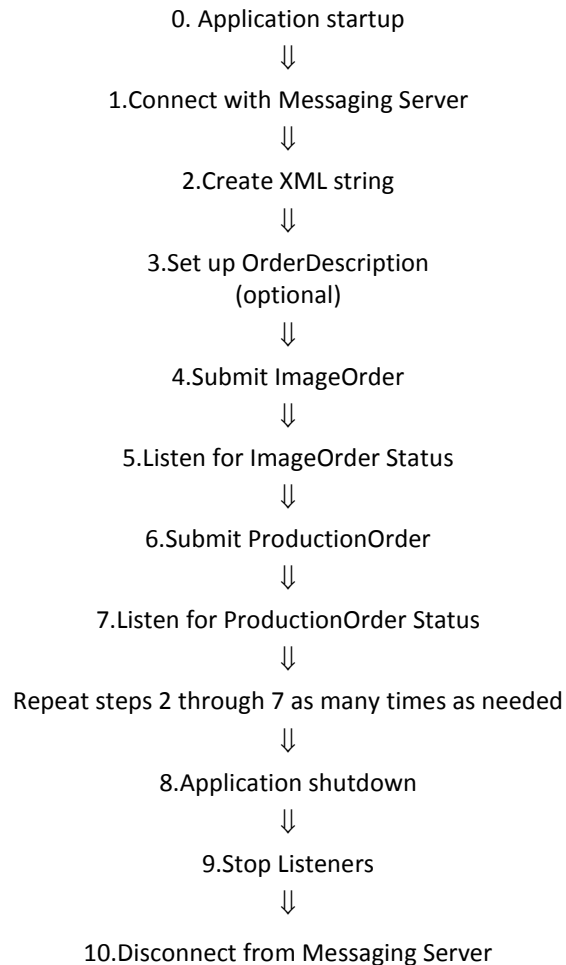 0. Application startup
⇓
1.Connect with Messaging Server
⇓
2.Create XML string
⇓
3.Set up OrderDescription
(optional)
⇓
4.Submit ImageOrder
⇓
5.Listen for ImageOrder Status
⇓
6.Submit ProductionOrder
⇓
7.Listen for ProductionOrder Status
⇓
Repeat steps 2 through 7 as many times as needed
⇓
8.Application shutdown
⇓
9.Stop Listeners
⇓
10.Disconnect from Messaging Server